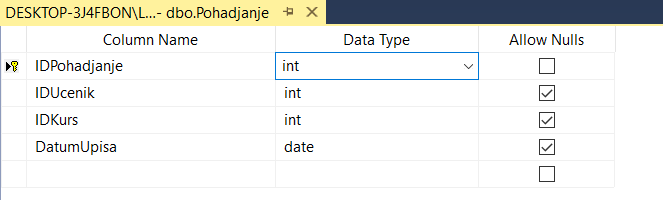 DESKTOP-3J4FBON\L...- dbo.Pohadjanje
Column Name Data Type Allow Nulls
IDPohadjanje int
IDUcenik int
IDKurs int
DatumUpisa date